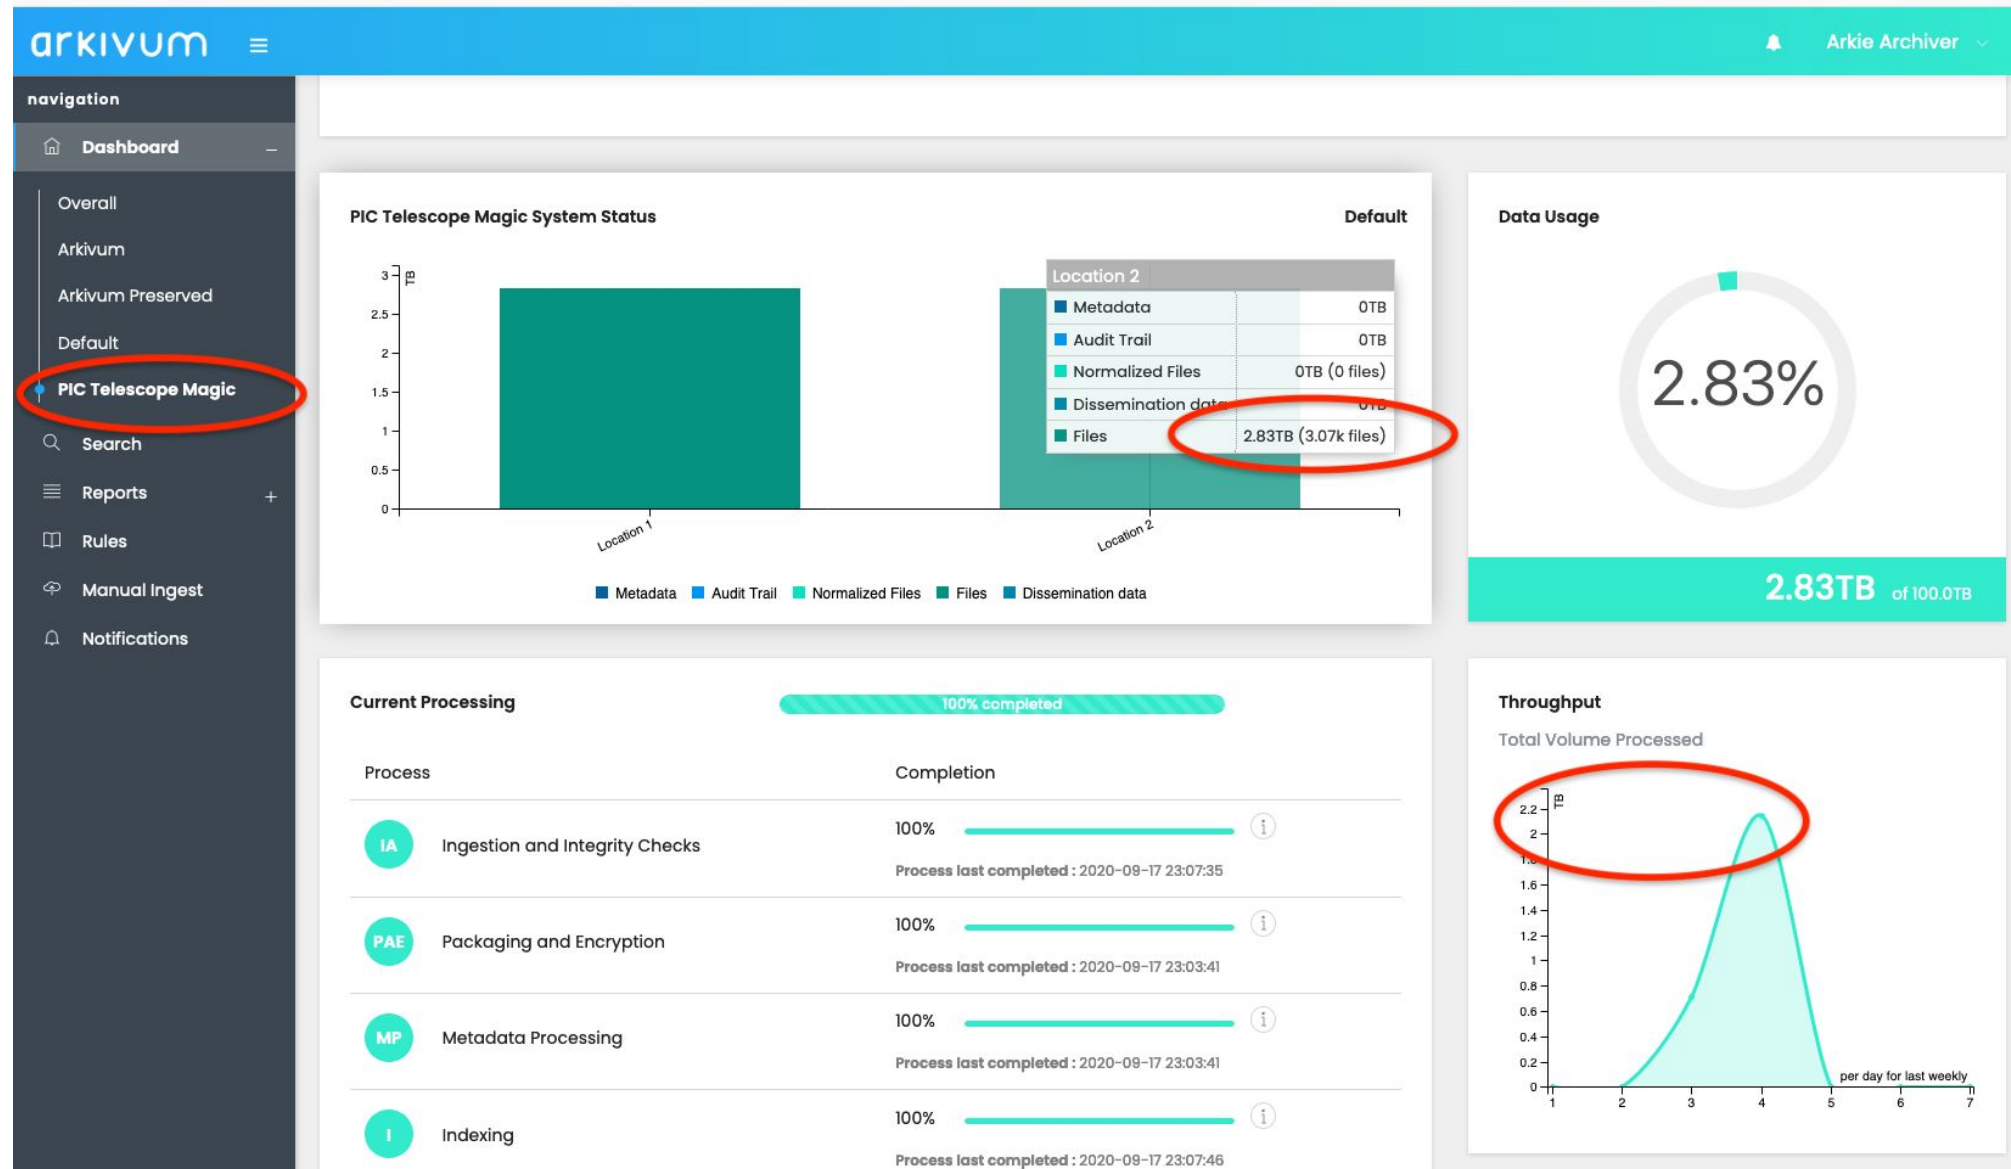 arkivum
Arkie Archiver
navigation
Dashboard
Overall
Arkivum
Arkivum Preserved
Default
PIC Telescope Magic
Search
Reports
Rules
Manual Ingest
Notifications
PIC Telescope Magic System Status
Default
TB
3
2.5
2
1.5
1
0.5
0
Location 1
Location 2
Location 2
Metadata 0TB
Audit Trail 0TB
Normalized Files 0TB (0 files)
Dissemination data 0TB
Files 2.83TB (3.07k files)
Metadata Audit Trail Normalized Files Files Dissemination data
Data Usage
2.83%
2.83TB of 100.0TB
Current Processing
100% completed
Process Completion
IA Ingestion and Integrity Checks
100%
Process last completed : 2020-09-17 23:07:35
PAE Packaging and Encryption
100%
Process last completed : 2020-09-17 23:03:41
MP Metadata Processing
100%
Process last completed : 2020-09-17 23:03:41
I Indexing
100%
Process last completed : 2020-09-17 23:07:46
Throughput
Total Volume Processed
TB
2.2
2
1.8
1.6
1.4
1.2
1
0.8
0.6
0.4
0.2
0
per day for last weekly
1 2 3 4 5 6 7